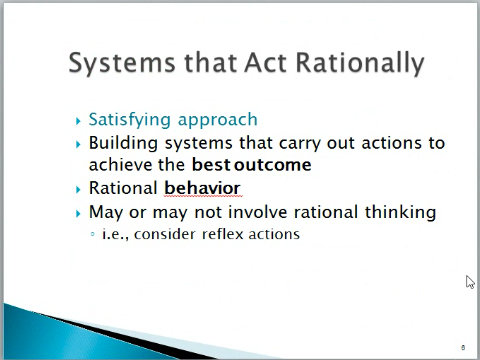 Systems that Act Rationally
Satisfying approach
Building systems that carry out actions to
achieve the best outcome
Rational behavior
May or may not involve rational thinking
i.e., consider reflex actions
6